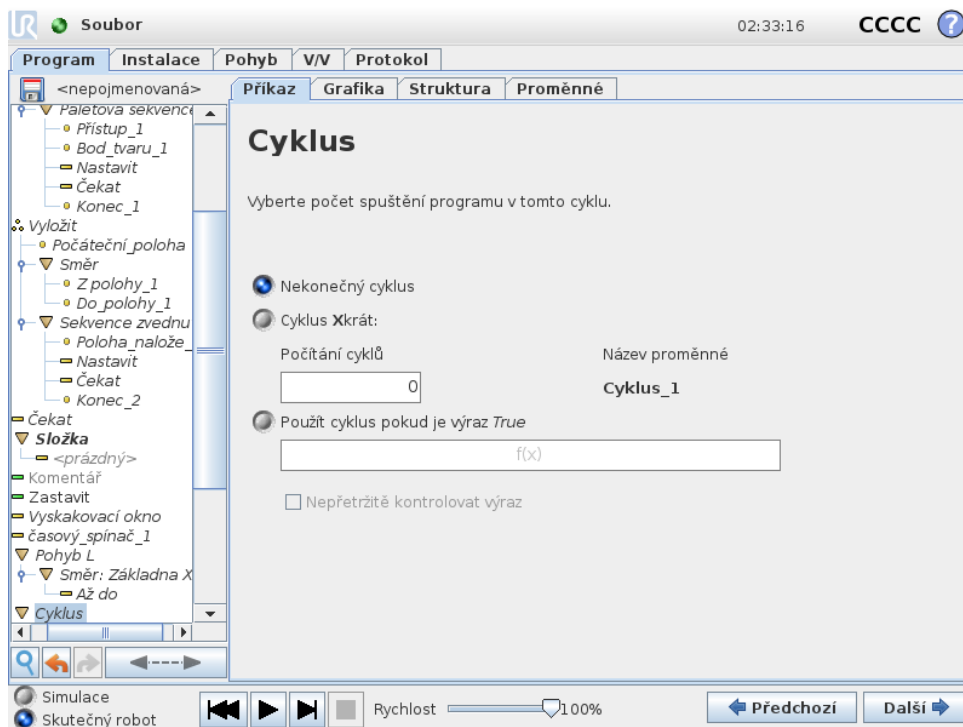 UR Soubor 02:33:16 CCCC ?
Program Instalace Pohyb V/V Protokol
<nepojmenovaná> Příkaz Grafika Struktura Proměnné
Paletová sekvence
Přístup_1
Bod_tvaru_1
Nastavit
Čekat
Konec_1
Vyložit
Počáteční_poloha
Směr
Z polohy_1
Do_polohy_1
Sekvence zvednu
Poloha_nalože_
Nastavit
Čekat
Konec_2
Čekat
Složka
<prázdný>
Komentář
Zastavit
Vyskakovací okno
časový_spínač_1
Pohyb L
Směr: Základna X
Až do
Cyklus
Cyklus
Vyberte počet spuštění programu v tomto cyklu.
Nekonečný cyklus
Cyklus Xkrát:
Počítání cyklů Název proměnné
0 Cyklus_1
Použít cyklus pokud je výraz True
f(x)
Nepřetržitě kontrolovat výraz
Simulace
Skutečný robot
Rychlost 100% Předchozí Další